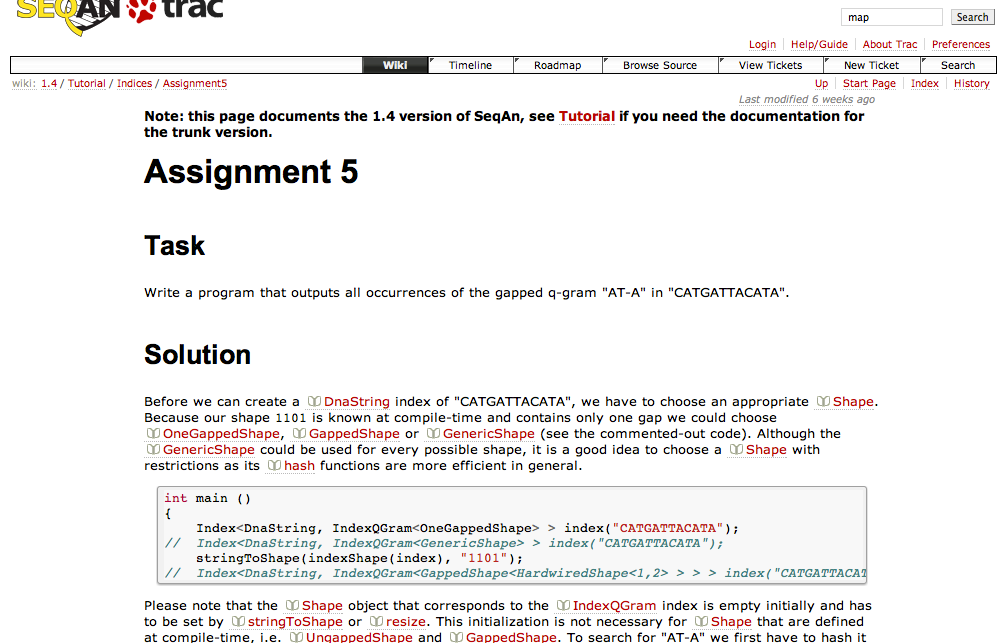 SEQAN trac
map Search
Login Help/Guide About Trac Preferences
Wiki Timeline Roadmap Browse Source View Tickets New Ticket Search
wiki: 1.4 / Tutorial / Indices / Assignment5 Up Start Page Index History
Last modified 6 weeks ago
Note: this page documents the 1.4 version of SeqAn, see Tutorial if you need the documentation for
the trunk version.
Assignment 5
Task
Write a program that outputs all occurrences of the gapped q-gram "AT-A" in "CATGATTACATA".
Solution
Before we can create a DnaString index of "CATGATTACATA", we have to choose an appropriate Shape.
Because our shape 1101 is known at compile-time and contains only one gap we could choose
OneGappedShape, GappedShape or GenericShape (see the commented-out code). Although the
GenericShape could be used for every possible shape, it is a good idea to choose a Shape with
restrictions as its hash functions are more efficient in general.
int main ()
{
Index<DnaString, IndexQGram<OneGappedShape> > index("CATGATTACATA");
// Index<DnaString, IndexQGram<GenericShape> > index("CATGATTACATA");
stringToShape(indexShape(index), "1101");
// Index<DnaString, IndexQGram<GappedShape<HardwiredShape<1,2> > > > index("CATGATTACAT
Please note that the Shape object that corresponds to the IndexQGram index is empty initially and has
to be set by stringToShape or resize. This initialization is not necessary for Shape that are defined
at compile-time, i.e. UngappedShape and GappedShape. To search for "AT-A" we first have to hash it